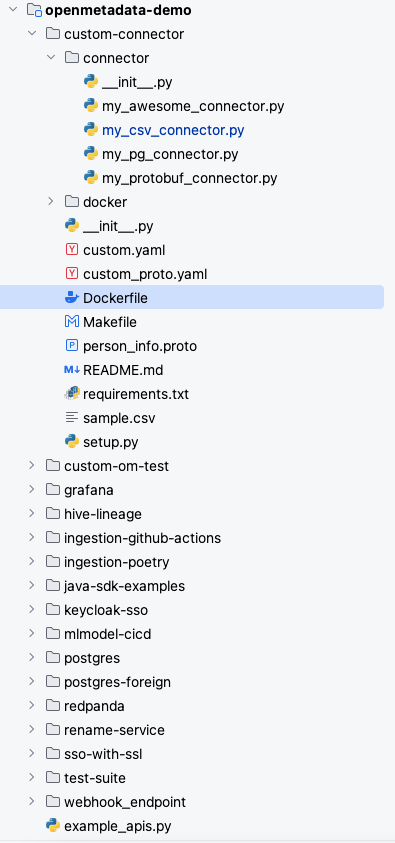 openmetadata-demo
custom-connector
connector
__init__.py
my_awesome_connector.py
my_csv_connector.py
my_pg_connector.py
my_protobuf_connector.py
docker
__init__.py
custom.yaml
custom_proto.yaml
Dockerfile
Makefile
person_info.proto
README.md
requirements.txt
sample.csv
setup.py
custom-om-test
grafana
hive-lineage
ingestion-github-actions
ingestion-poetry
java-sdk-examples
keycloak-sso
mlmodel-cicd
postgres
postgres-foreign
redpanda
rename-service
sso-with-ssl
test-suite
webhook_endpoint
example_apis.py